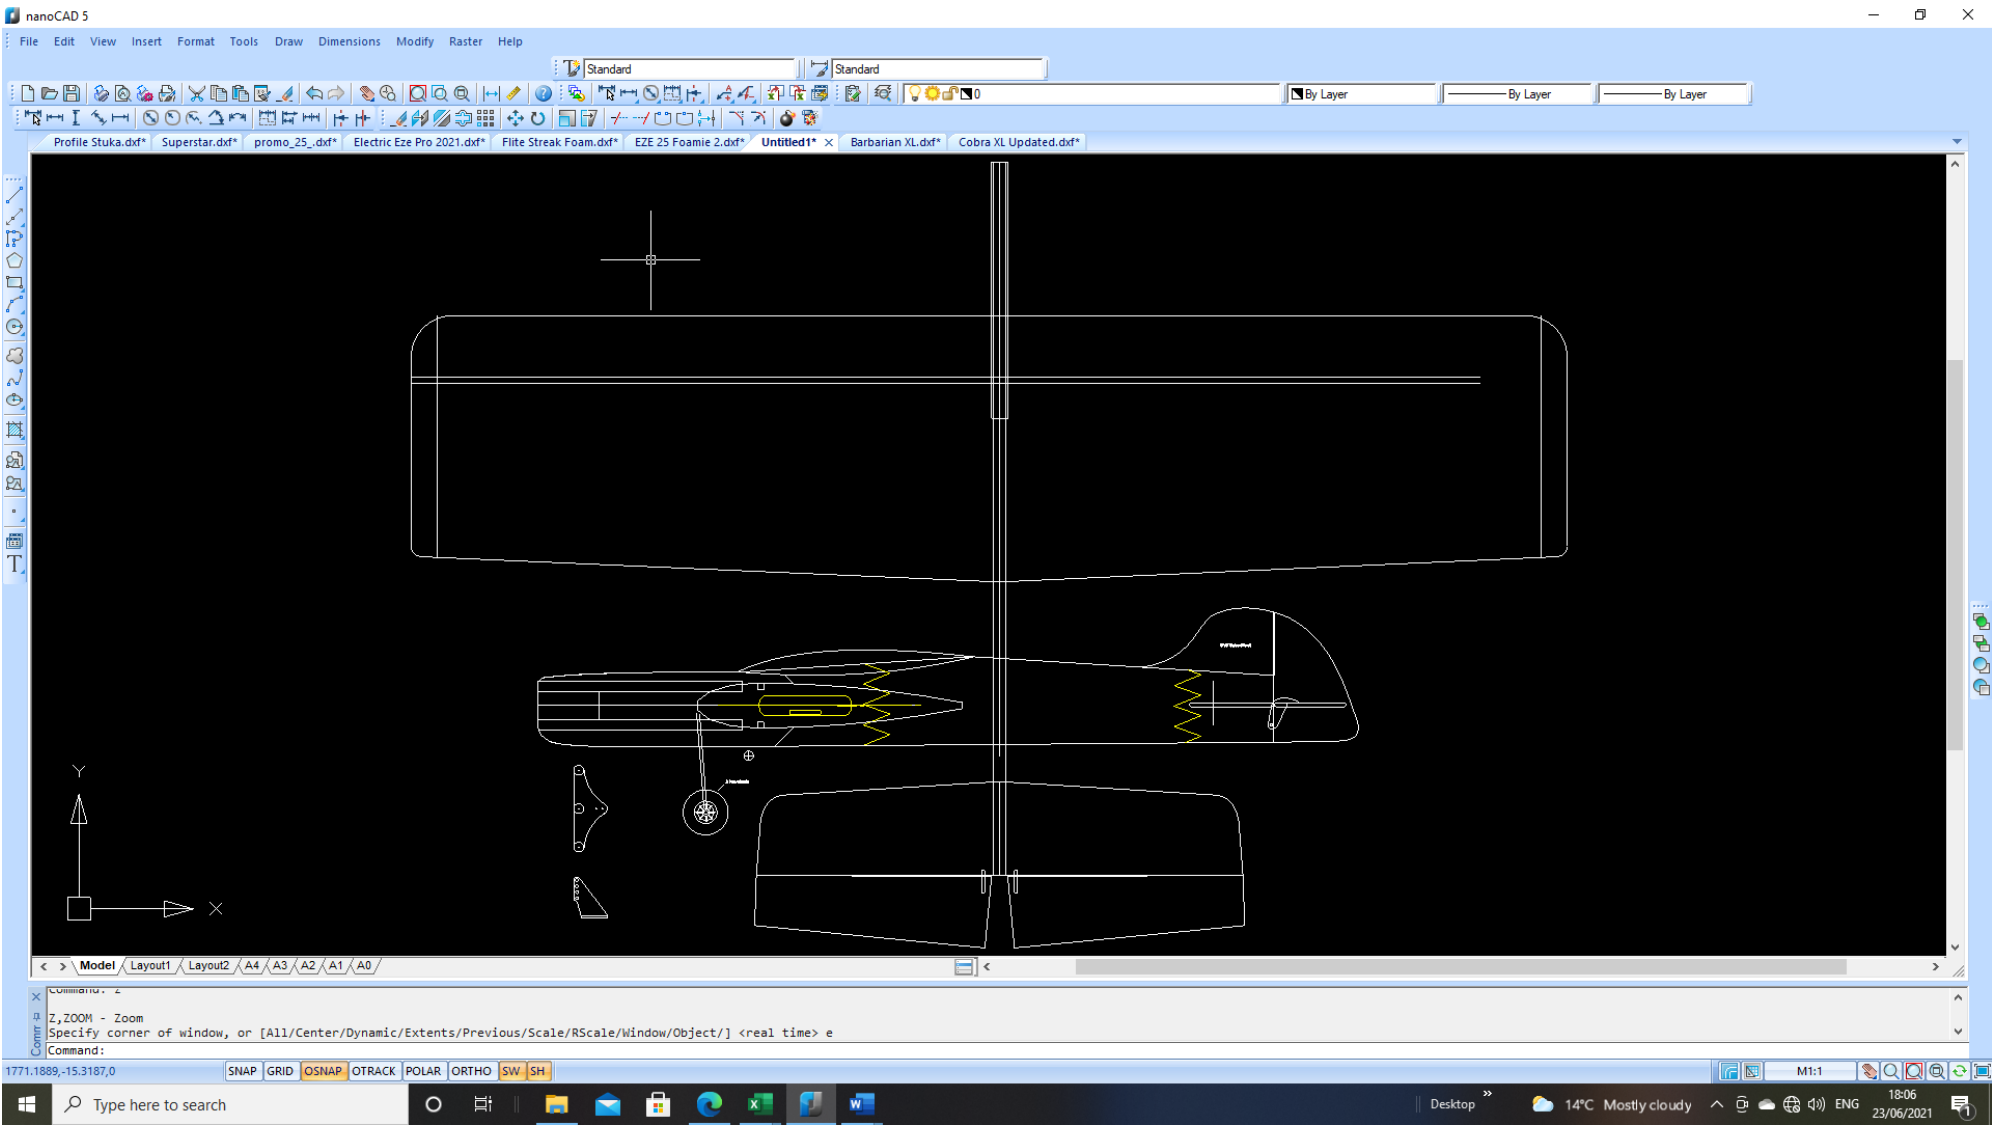 nanoCAD 5
File Edit View Insert Format Tools Draw Dimensions Modify Raster Help
Standard Standard
0 By Layer By Layer By Layer
Profile Stuka.dxf* Superstar.dxf* promo_25_.dxf* Electric Eze Pro 2021.dxf* Flite Streak Foam.dxf* EZE 25 Foamie 2.dxf* Untitled1* Barbarian XL.dxf* Cobra XL Updated.dxf*
Y
X
Model Layout1 Layout2 A4 A3 A2 A1 A0
Command: z
Z,ZOOM - Zoom
Specify corner of window, or [All/Center/Dynamic/Extents/Previous/Scale/RScale/Window/Object/] <real time> e
Command:
1771.1889,-15.3187,0 SNAP GRID OSNAP OTRACK POLAR ORTHO SW SH M1:1
Type here to search Desktop 14°C Mostly cloudy ENG 18:06
23/06/2021